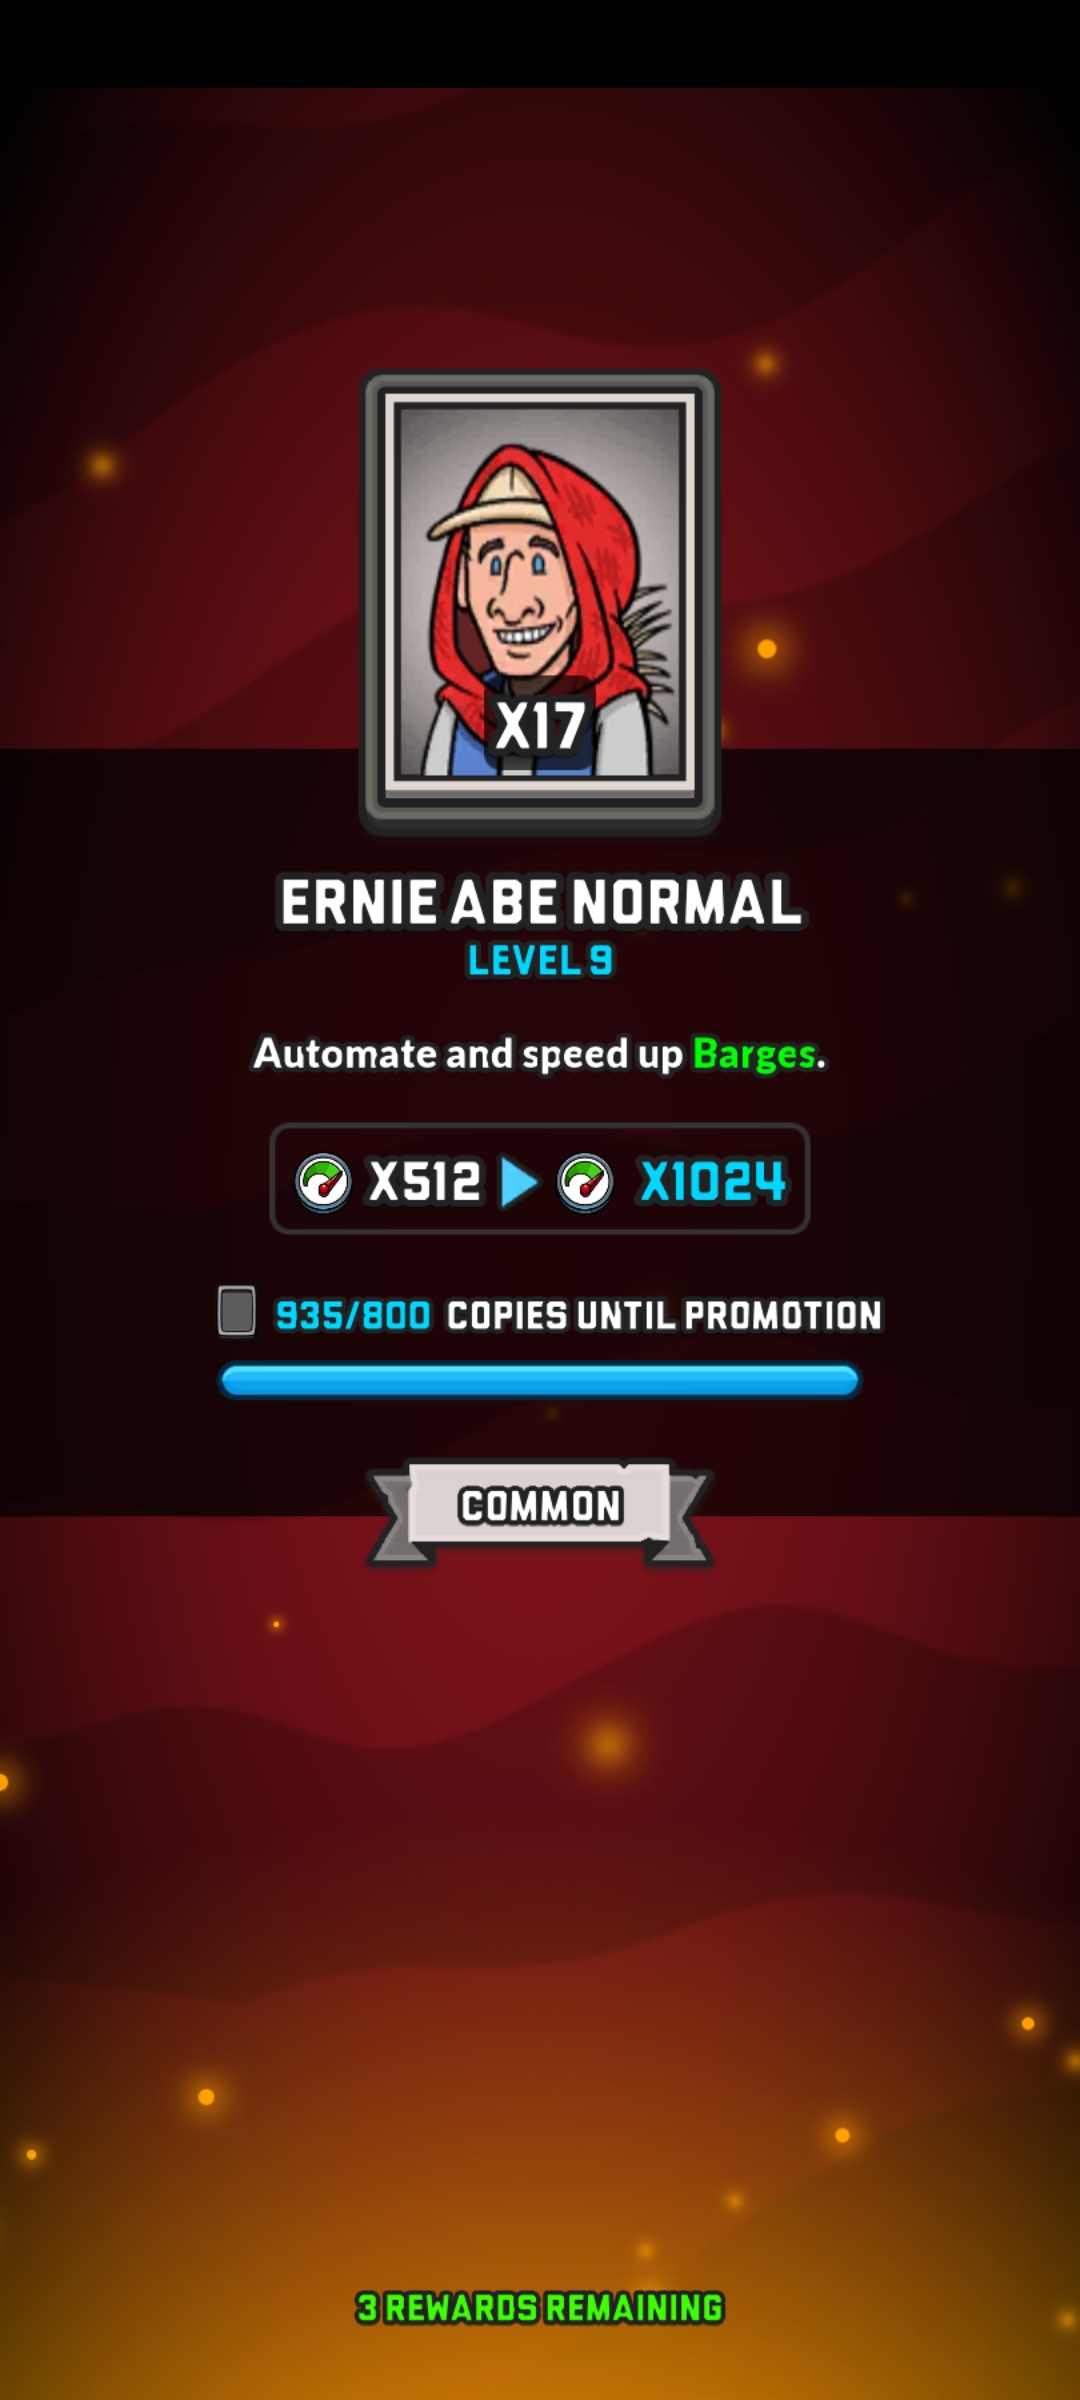 X17
ERNIE ABE NORMAL
LEVEL 9
Automate and speed up Barges.
X512 X1024
935/800 COPIES UNTIL PROMOTION
COMMON
3 REWARDS REMAINING